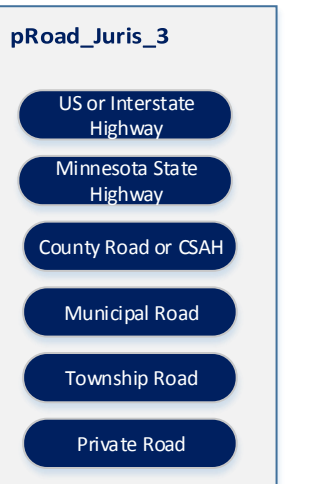 pRoad_Juris_3
US or Interstate
Highway
Minnesota State
Highway
County Road or CSAH
Municipal Road
Township Road
Private Road